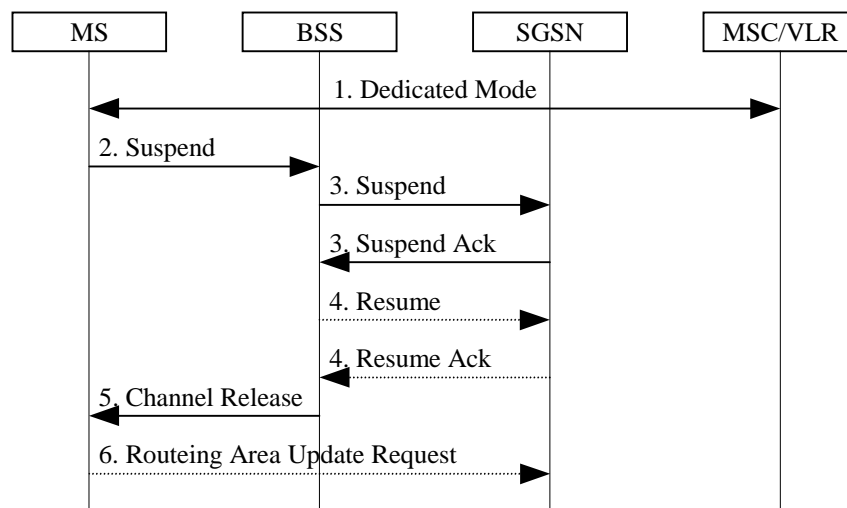 MS BSS SGSN MSC/VLR
1. Dedicated Mode
2. Suspend
3. Suspend
3. Suspend Ack
4. Resume
4. Resume Ack
5. Channel Release
6. Routeing Area Update Request